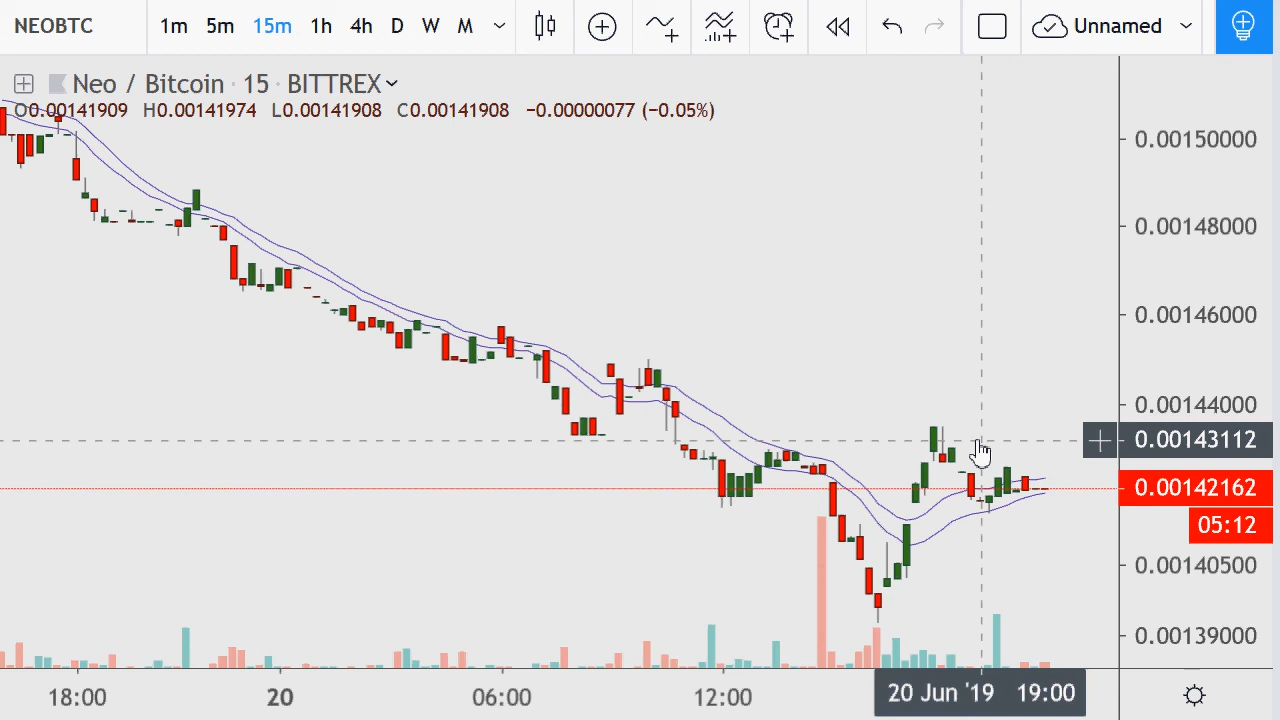 NEOBTC 1m 5m 15m 1h 4h D W M Unnamed
Neo / Bitcoin · 15 · BITTREX
O0.00141909 H0.00141974 L0.00141908 C0.00141908 −0.00000077 (−0.05%)
0.00150000
0.00148000
0.00146000
0.00144000
0.00143112
0.00142162
05:12
0.00140500
0.00139000
18:00 20 06:00 12:00 20 Jun '19 19:00